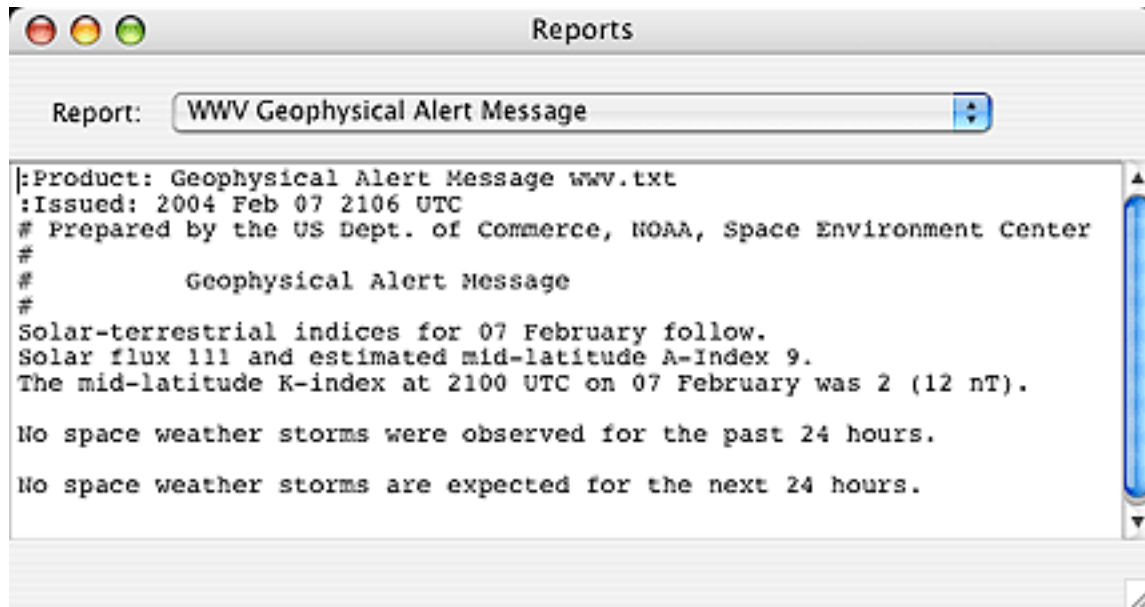 Reports
Report: WWV Geophysical Alert Message
:Product: Geophysical Alert Message wwv.txt
:Issued: 2004 Feb 07 2106 UTC
# Prepared by the US Dept. of Commerce, NOAA, Space Environment Center
#
#          Geophysical Alert Message
#
Solar-terrestrial indices for 07 February follow.
Solar flux 111 and estimated mid-latitude A-Index 9.
The mid-latitude K-index at 2100 UTC on 07 February was 2 (12 nT).
No space weather storms were observed for the past 24 hours.
No space weather storms are expected for the next 24 hours.